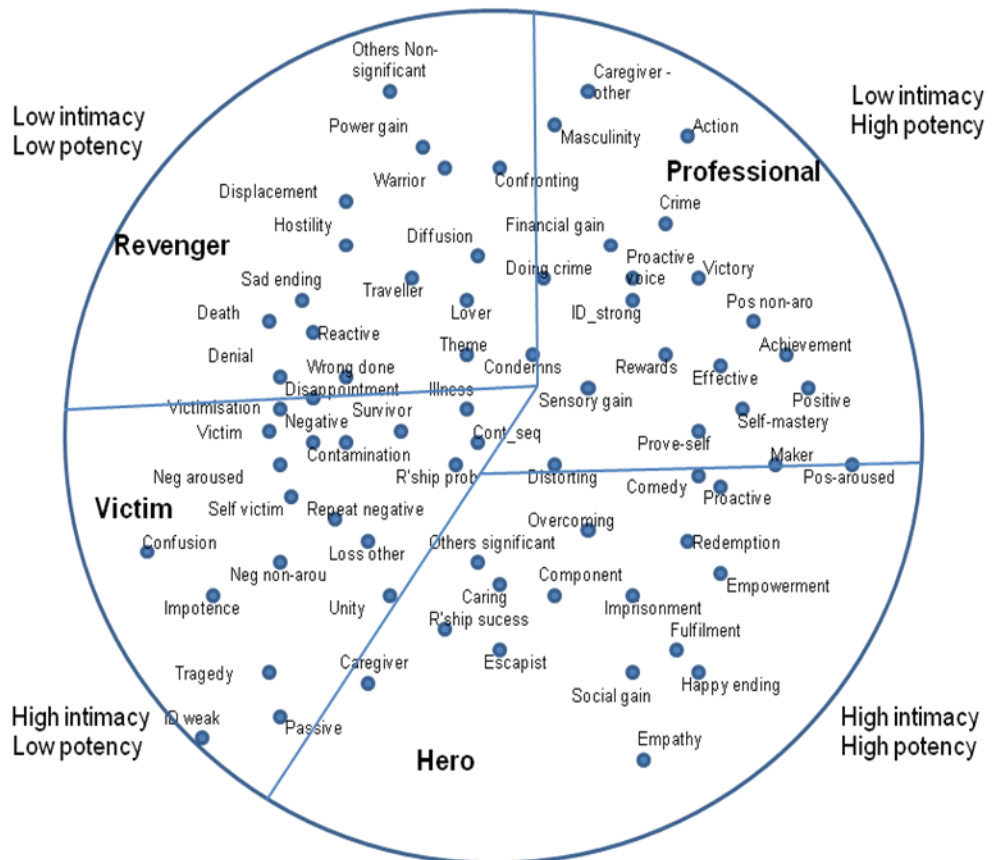 Others Non-
significant
Caregiver -
other
Low intimacy
Low potency
Low intimacy
High potency
Power gain
Masculinity
Action
Warrior
Confronting
Professional
Displacement
Crime
Hostility
Financial gain
Revenger
Diffusion
Proactive
voice
Doing crime
Victory
Sad ending
Traveller
Pos non-aro
Death
Lover
ID_strong
Reactive
Theme
Achievement
Denial
Wrong done
Condemns
Rewards
Effective
Disappointment
Illness
Sensory gain
Positive
Victimisation
Survivor
Self-mastery
Negative
Victim
Cont_seq
Prove-self
Contamination
Maker
Neg aroused
R'ship prob
Distorting
Pos-aroused
Comedy
Proactive
Victim
Self victim
Repeat negative
Overcoming
Confusion
Loss other
Others significant
Redemption
Neg non-arou
Component
Empowerment
Impotence
Unity
Caring
Imprisonment
R'ship sucess
Fulfilment
Caregiver
Escapist
Tragedy
Social gain
Happy ending
High intimacy
Low potency
ID weak
Passive
High intimacy
High potency
Empathy
Hero